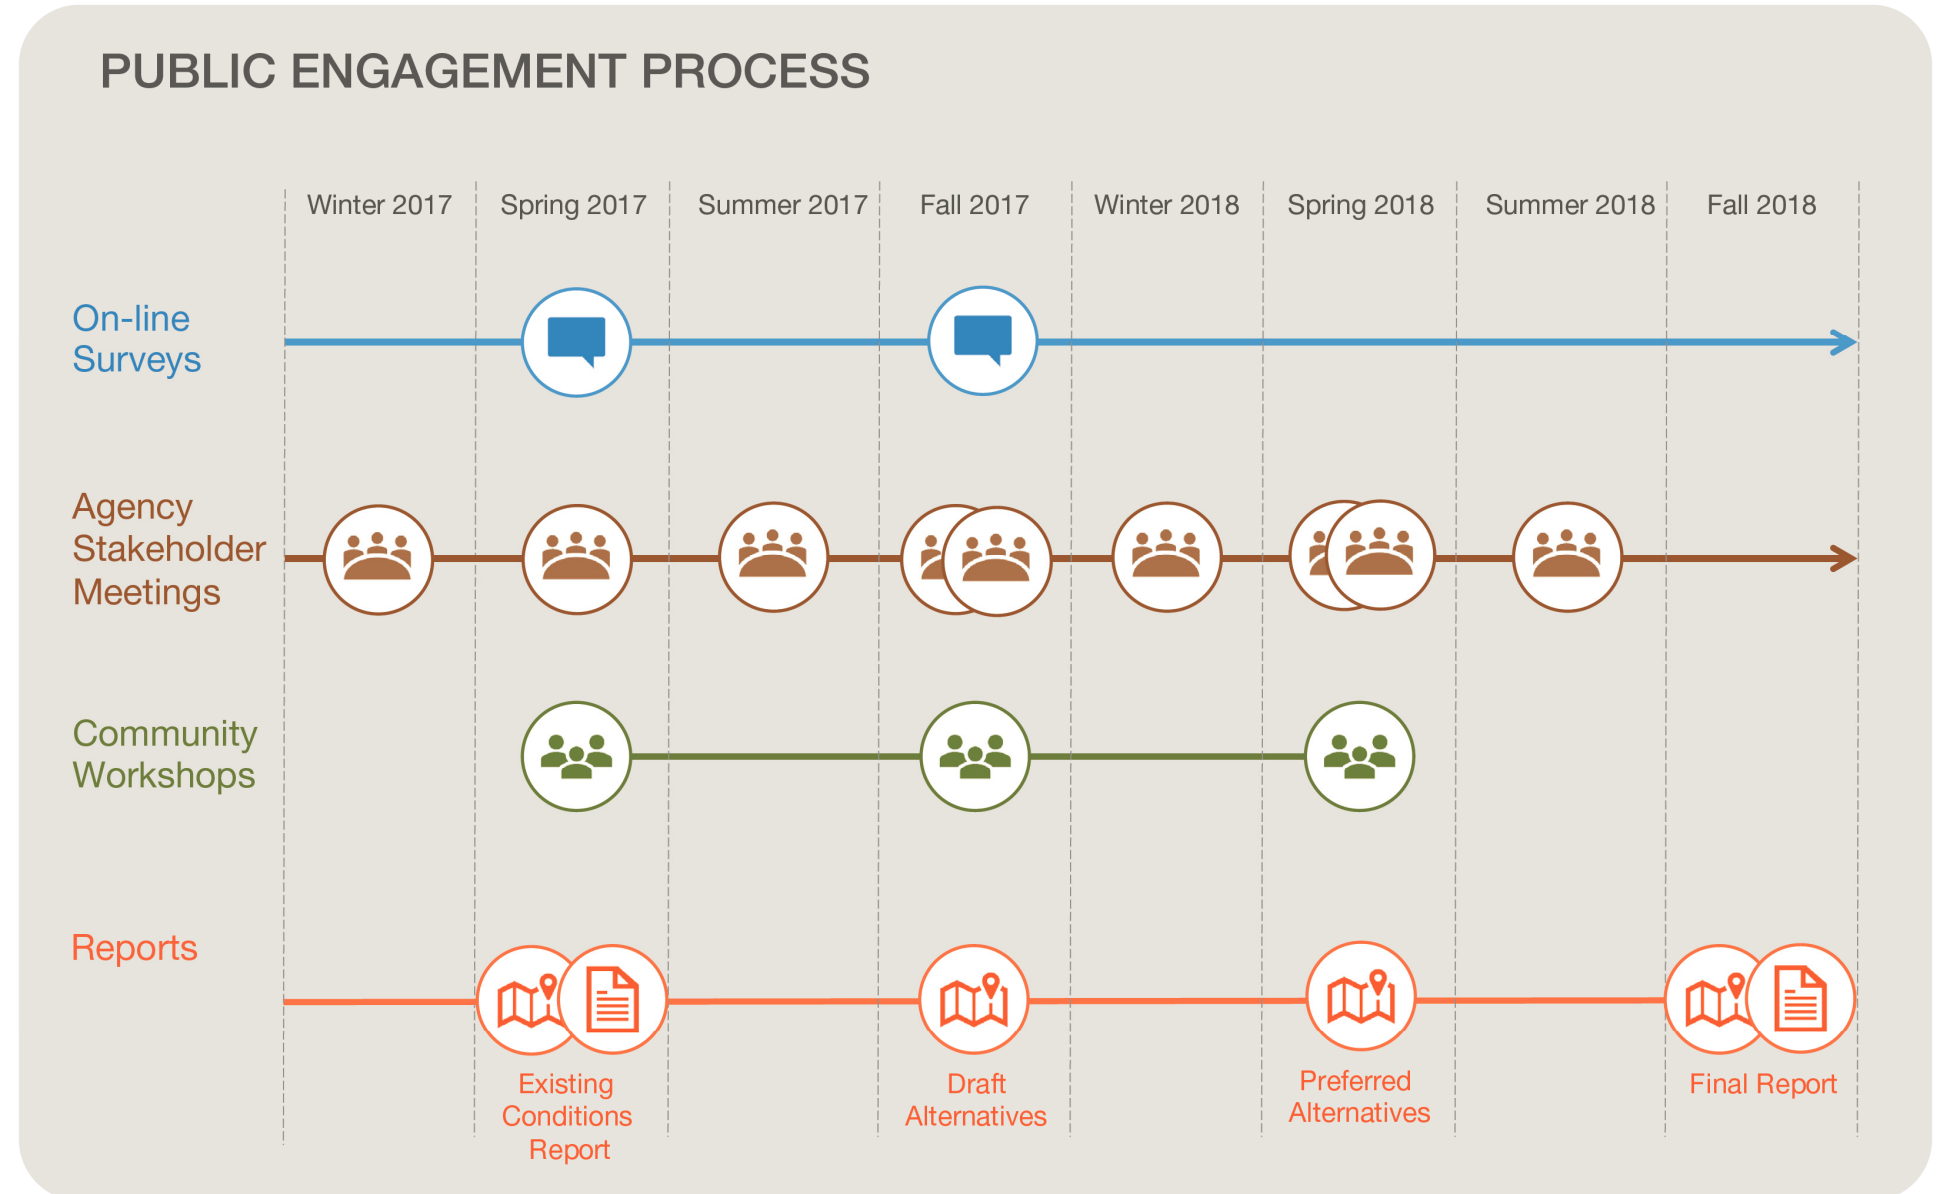 PUBLIC ENGAGEMENT PROCESS
Winter 2017
Spring 2017
Summer 2017
Fall 2017
Winter 2018
Spring 2018
Summer 2018
Fall 2018
On-line
Surveys
Agency
Stakeholder
Meetings
Community
Workshops
Reports
Existing
Conditions
Report
Draft
Alternatives
Preferred
Alternatives
Final Report